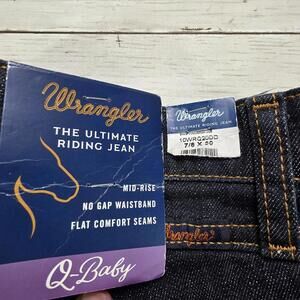 Wrangler
THE ULTIMATE
RIDING JEAN
MID-RISE
NO GAP WAISTBAND
FLAT COMFORT SEAMS
Q-Baby
Wrangler
THE ULTIMATE RIDING JEAN
7/8 X 30
Wrangler